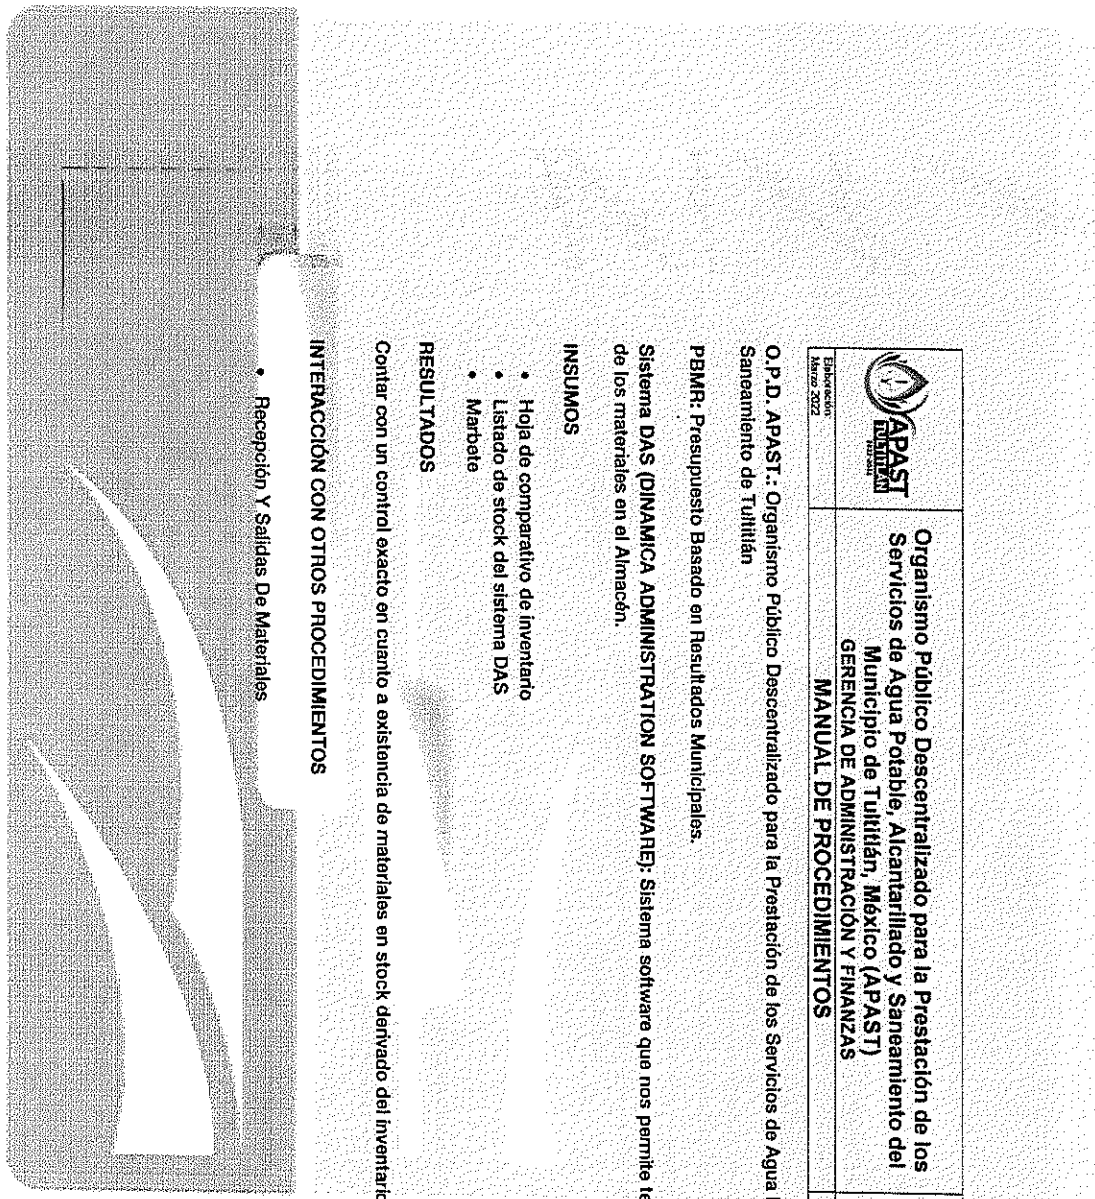 APAST
TULTITLÁN
Elaboración:
Marzo 2022
Organismo Público Descentralizado para la Prestación de los
Servicios de Agua Potable, Alcantarillado y Saneamiento del
Municipio de Tultitlán, México (APAST)
GERENCIA DE ADMINISTRACIÓN Y FINANZAS
MANUAL DE PROCEDIMIENTOS
O.P.D. APAST.: Organismo Público Descentralizado para la Prestación de los Servicios de Agua
Saneamiento de Tultitlán
PBMR: Presupuesto Basado en Resultados Municipales.
Sistema DAS (DINAMICA ADMINISTRATION SOFTWARE): Sistema software que nos permite te
de los materiales en el Almacén.
INSUMOS
• Hoja de comparativo de inventario
• Listado de stock del sistema DAS
• Marbete
RESULTADOS
Contar con un control exacto en cuanto a existencia de materiales en stock derivado del inventario
INTERACCIÓN CON OTROS PROCEDIMIENTOS
• Recepción Y Salidas De Materiales